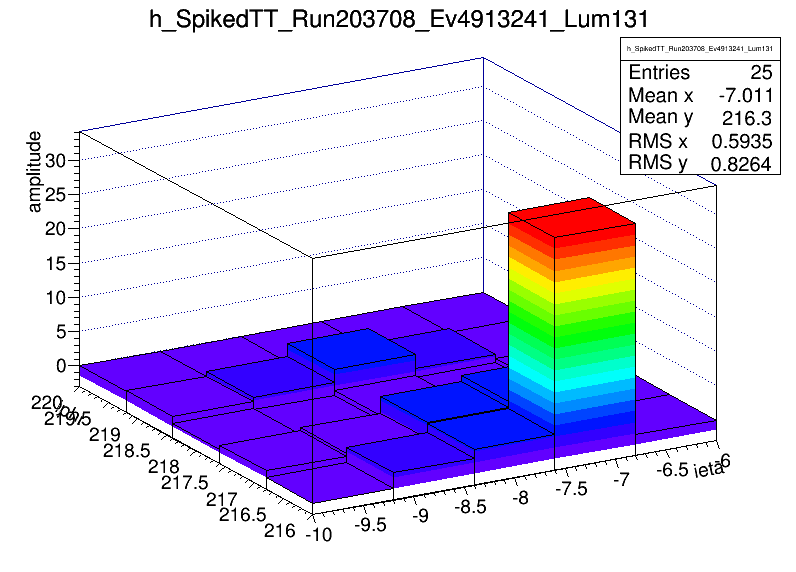 h_SpikedTT_Run203708_Ev4913241_Lum131
h_SpikedTT_Run203708_Ev4913241_Lum131
Entries 25
Mean x -7.011
Mean y 216.3
RMS x 0.5935
RMS y 0.8264
amplitude
30
25
20
15
10
5
0
220
219.5
219
218.5
218
217.5
217
216.5
216
-10
-9.5
-9
-8.5
-8
-7.5
-7
-6.5
ieta
-6